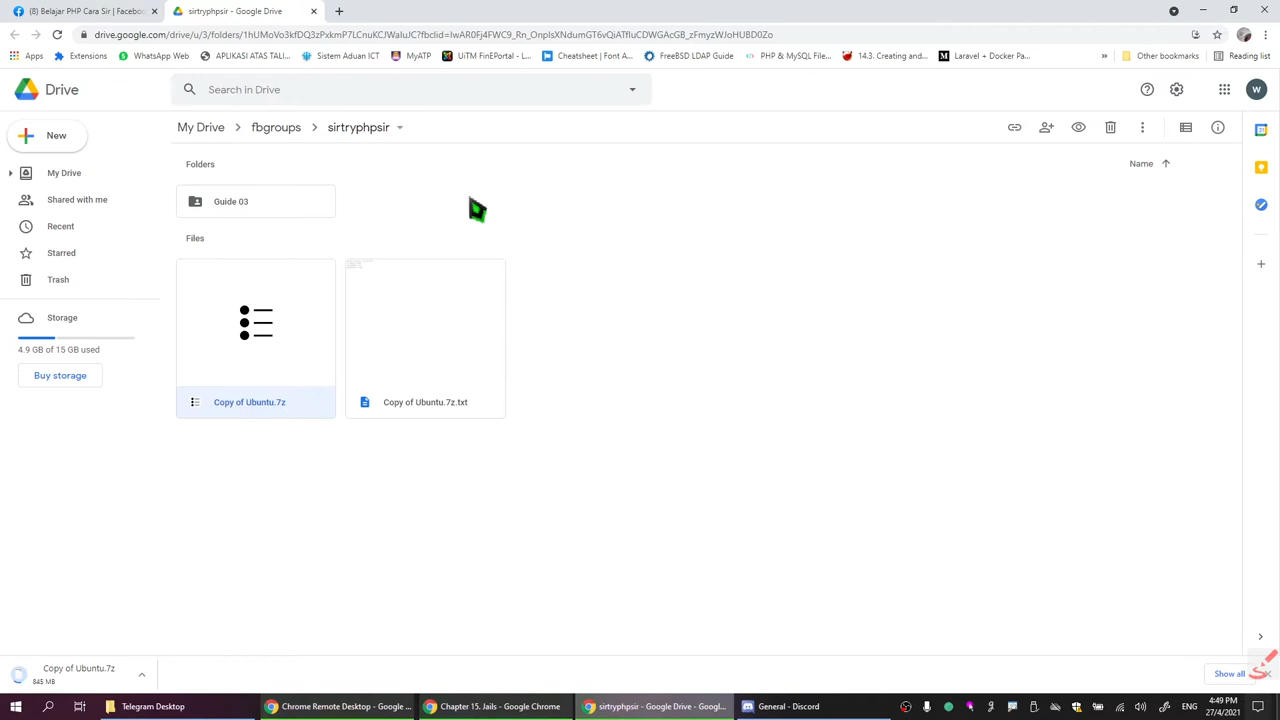 (8) Belajar PHP Cara Sir | Facebook
sirtryphpsir - Google Drive
drive.google.com/drive/u/3/folders/1hUMoVo3kfDQ3zPxkmP7LCnuKCJWaIuJC?fbclid=IwAR0Fj4FWC9_Rn_OnplsXNdumGT6vQiATfluCDWGAcGB_zFmyzWJoHUBD0Zo
Apps
Extensions
WhatsApp Web
APLIKASI ATAS TALI...
Sistem Aduan ICT
MyATP
UiTM FinEPortal - L...
Cheatsheet | Font A...
FreeBSD LDAP Guide
PHP & MySQL File...
14.3. Creating and...
Laravel + Docker Pa...
»
Other bookmarks
Reading list
Drive
Search in Drive
W
New
My Drive
fbgroups
sirtryphpsir
My Drive
Shared with me
Recent
Starred
Trash
Storage
4.9 GB of 15 GB used
Buy storage
Folders
Name
Guide 03
Files
Copy of Ubuntu.7z
Copy of Ubuntu.7z.txt
Copy of Ubuntu.7z
845 MB
Show all
Telegram Desktop
Chrome Remote Desktop - Google ...
Chapter 15. Jails - Google Chrome
sirtryphpsir - Google Drive - Googl...
General - Discord
4:49 PM
27/4/2021